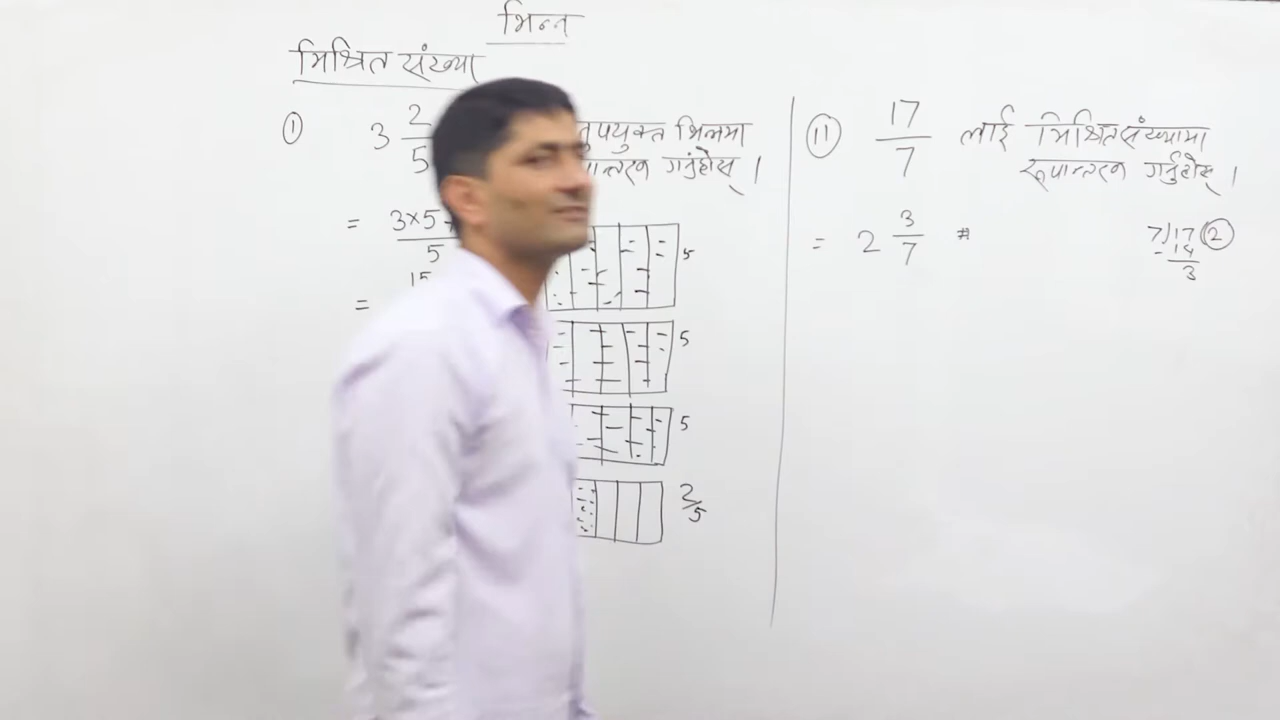 भिन्न
मिश्रित संख्या
① 3 2/5
भिन्नमा
गर्नुहोस् ।
= 3×5
5
15
=
5
5
5
2/5
⑪ 17/7 लाई मिश्रित संख्यामा
रूपान्तरण गर्नुहोस् ।
= 2 3/7 #
7)17(2
-14
3